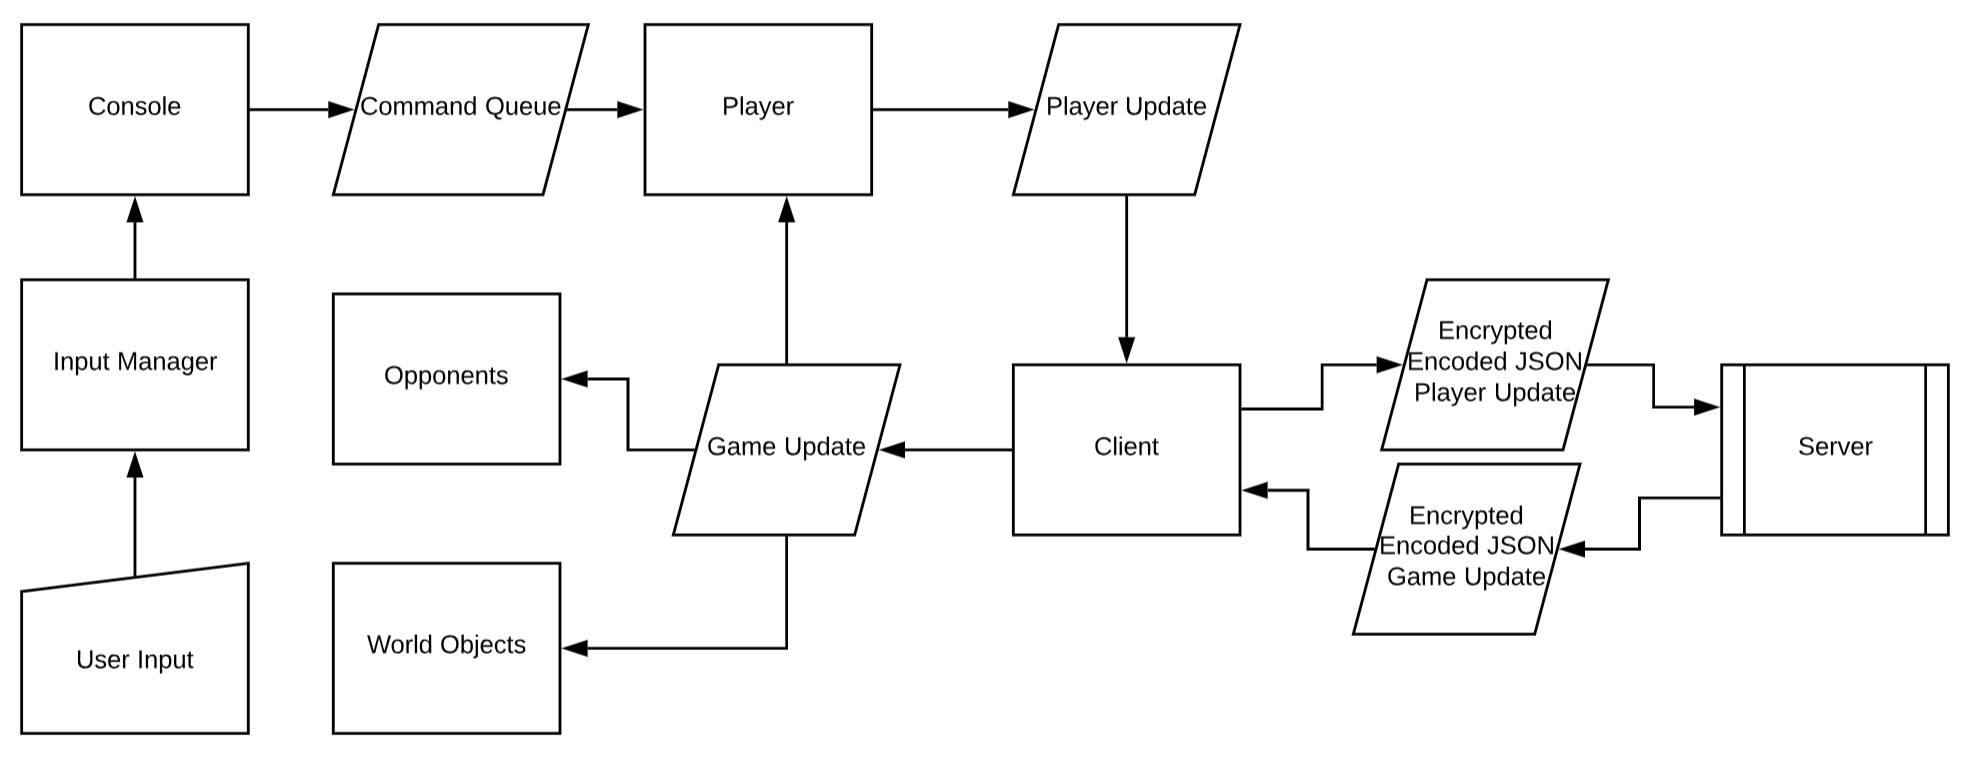 Console
Command Queue
Player
Player Update
Input Manager
Opponents
Game Update
Client
Encrypted
Encoded JSON
Player Update
Server
Encrypted
Encoded JSON
Game Update
User Input
World Objects